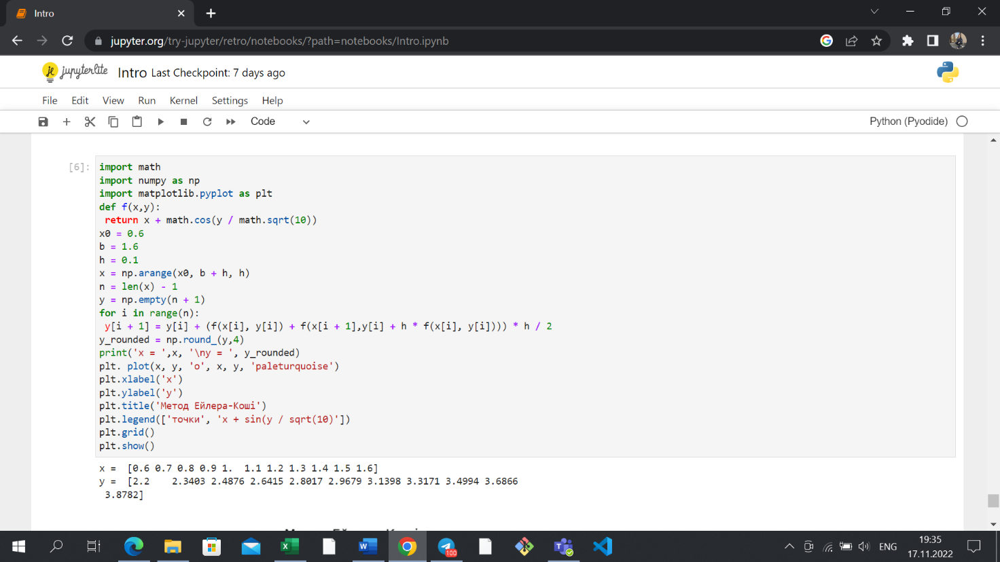 Intro
jupyter.org/try-jupyter/retro/notebooks/?path=notebooks/Intro.ipynb
jupyterlite Intro Last Checkpoint: 7 days ago
File Edit View Run Kernel Settings Help
Code Python (Pyodide)
[6]: import math
import numpy as np
import matplotlib.pyplot as plt
def f(x,y):
 return x + math.cos(y / math.sqrt(10))
x0 = 0.6
b = 1.6
h = 0.1
x = np.arange(x0, b + h, h)
n = len(x) - 1
y = np.empty(n + 1)
for i in range(n):
 y[i + 1] = y[i] + (f(x[i], y[i]) + f(x[i + 1],y[i] + h * f(x[i], y[i]))) * h / 2
y_rounded = np.round_(y,4)
print('x = ',x, '\ny = ', y_rounded)
plt. plot(x, y, 'o', x, y, 'paleturquoise')
plt.xlabel('x')
plt.ylabel('y')
plt.title('Метод Ейлера-Коші')
plt.legend(['точки', 'x + sin(y / sqrt(10)'])
plt.grid()
plt.show()
x =  [0.6 0.7 0.8 0.9 1.  1.1 1.2 1.3 1.4 1.5 1.6]
y =  [2.2    2.3403 2.4876 2.6415 2.8017 2.9679 3.1398 3.3171 3.4994 3.6866
 3.8782]
100
ENG
19:35
17.11.2022